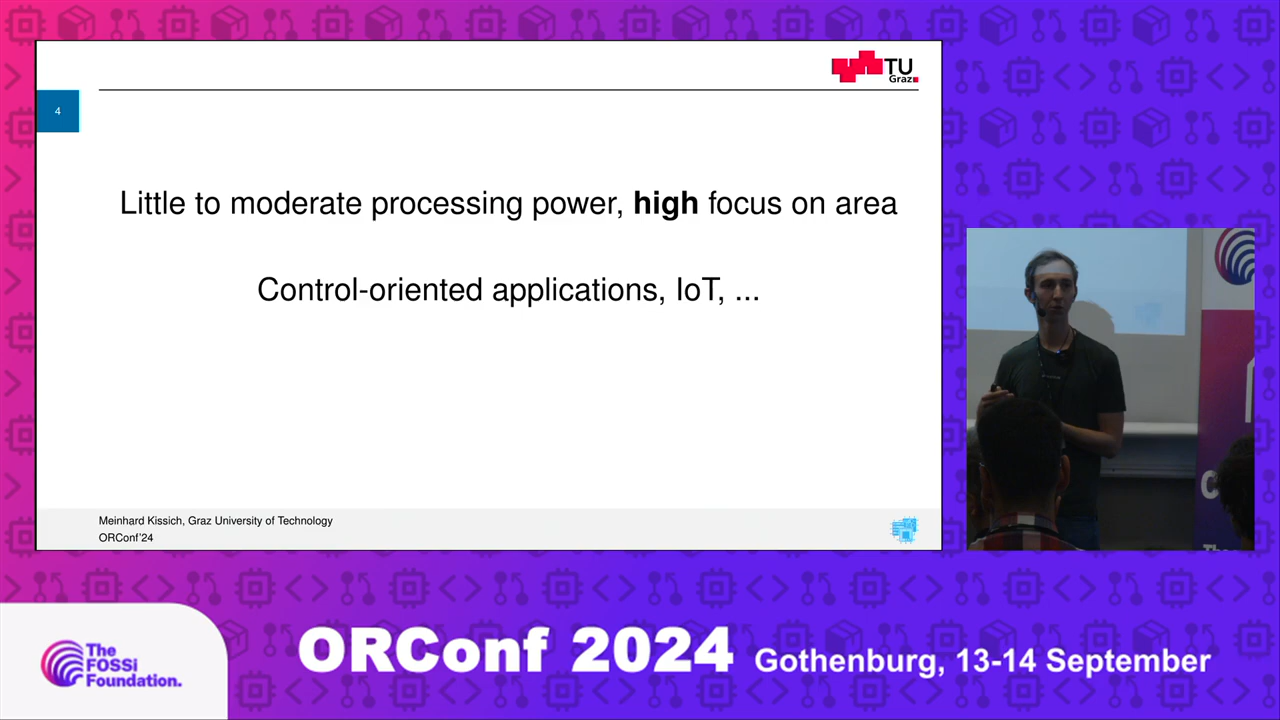 TU
Graz
4
Little to moderate processing power, high focus on area
Control-oriented applications, IoT, ...
Meinhard Kissich, Graz University of Technology
ORConf'24
The
FOSSi
Foundation.
ORConf 2024 Gothenburg, 13-14 September